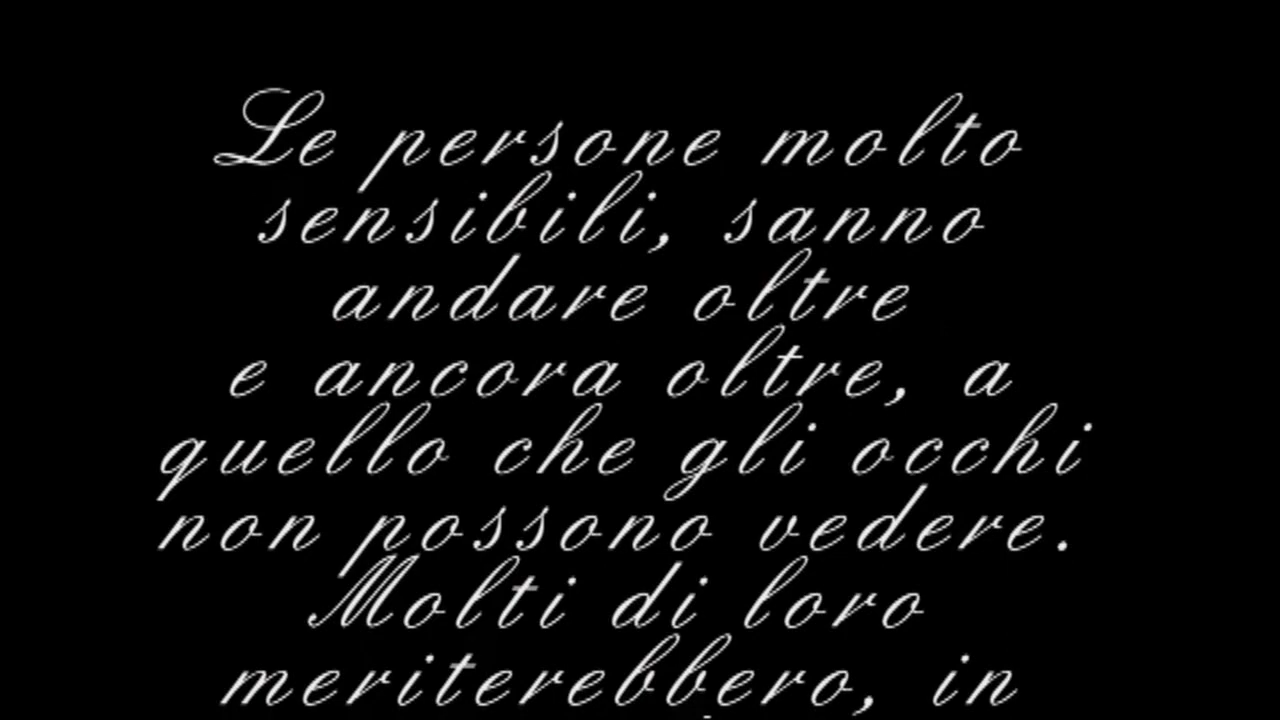 Le persone molto
sensibili, sanno
andare oltre
e ancora oltre, a
quello che gli occhi
non possono vedere.
Molti di loro
meriterebbero, in